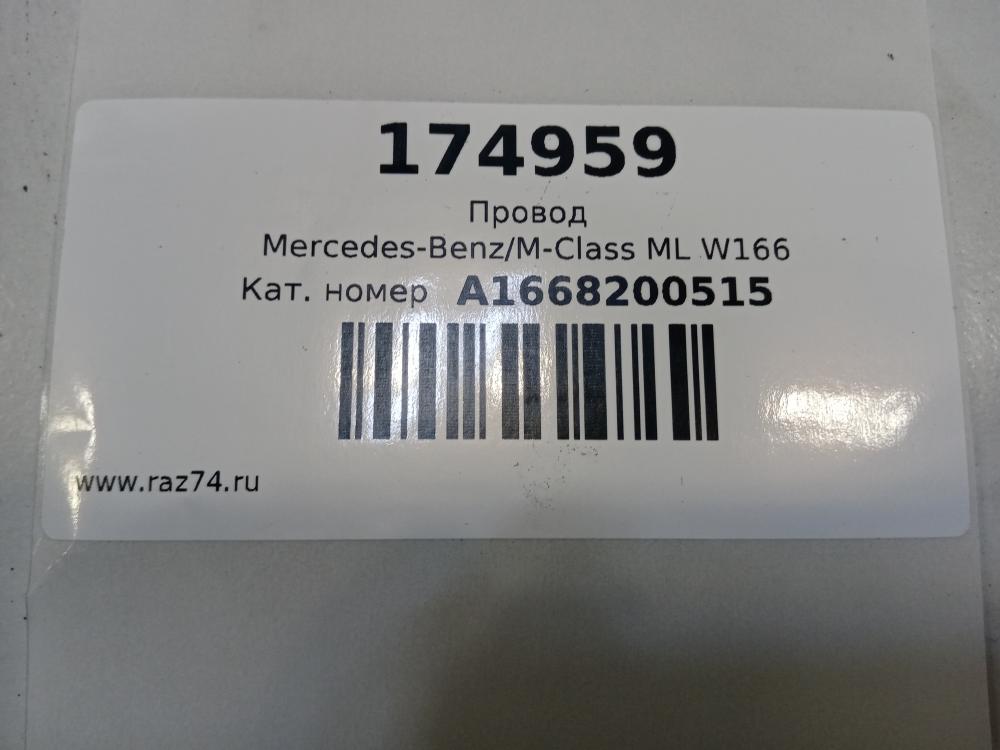 174959
Провод
Mercedes-Benz/M-Class ML W166
Кат. номер A1668200515
www.raz74.ru